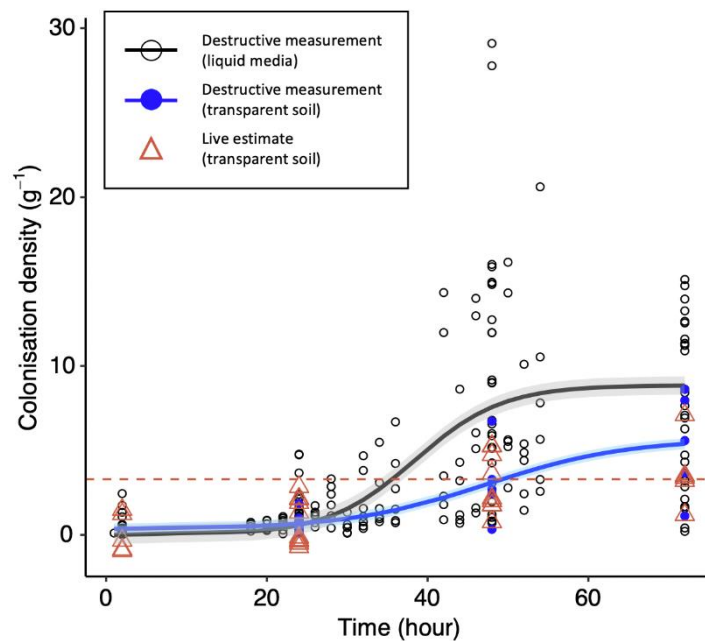 30
20
10
0
Colonisation density (g⁻¹)
Destructive measurement
(liquid media)
Destructive measurement
(transparent soil)
Live estimate
(transparent soil)
0
20
40
60
Time (hour)